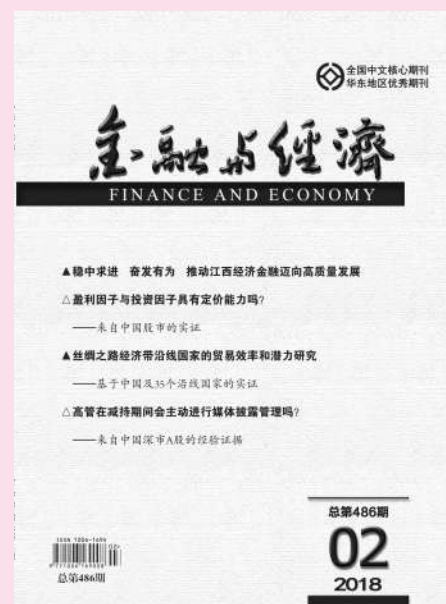 全国中文核心期刊
华东地区优秀期刊
金融与经濟
FINANCE AND ECONOMY
▲稳中求进 奋发有为 推动江西经济金融迈向高质量发展
△盈利因子与投资因子具有定价能力吗?
——来自中国股市的实证
▲丝绸之路经济带沿线国家的贸易效率和潜力研究
——基于中国及35个沿线国家的实证
△高管在减持期间会主动进行媒体披露管理吗?
——来自中国深市A股的经验证据
总第486期
02
2018
ISSN 1006-169X
总第486期